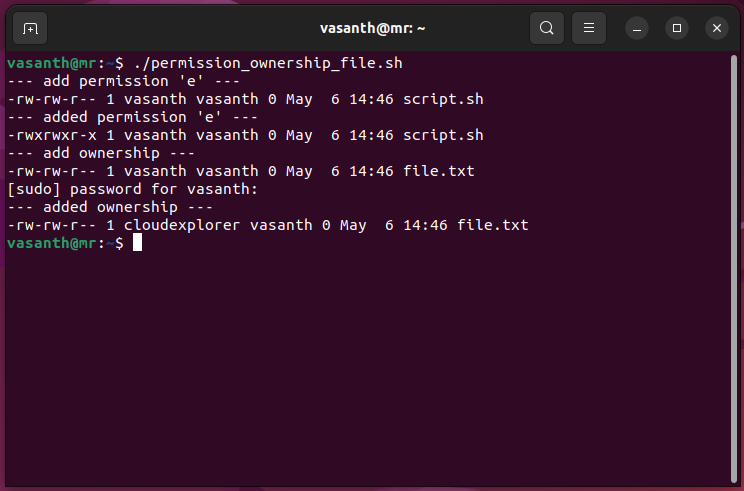 vasanth@mr: ~
vasanth@mr:~$ ./permission_ownership_file.sh
--- add permission 'e' ---
-rw-rw-r-- 1 vasanth vasanth 0 May  6 14:46 script.sh
--- added permission 'e' ---
-rwxrwxr-x 1 vasanth vasanth 0 May  6 14:46 script.sh
--- add ownership ---
-rw-rw-r-- 1 vasanth vasanth 0 May  6 14:46 file.txt
[sudo] password for vasanth:
--- added ownership ---
-rw-rw-r-- 1 cloudexplorer vasanth 0 May  6 14:46 file.txt
vasanth@mr:~$